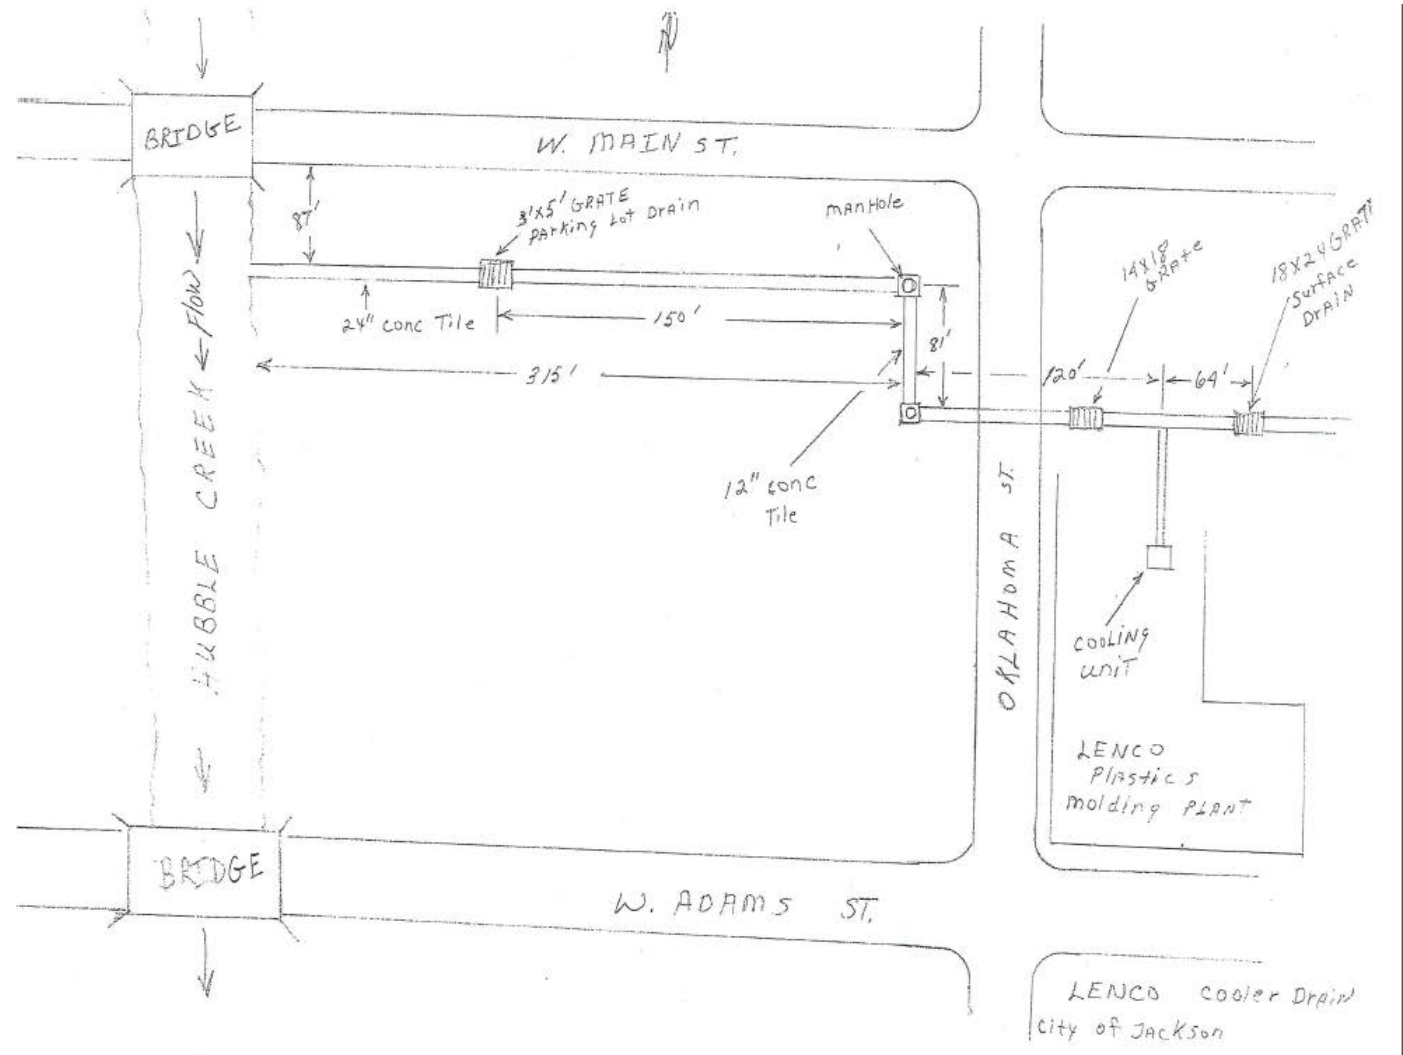 N
BRIDGE
W. MAIN ST.
87'
3'X5' GRATE
PArking Lot DrAin
mANHole
14X18
GRAte
18X24 GRATE
Surface
DrAIN
FloW
24" conc Tile
150'
81'
315'
120'
64'
12" conc
Tile
HUBBLE CREEK
OKLAHOMA ST.
COOLING
UNIT
LENCO
PlAstics
molding PLANT
BRIDGE
W. ADAMS ST.
LENCO Cooler DrAin
City of JAckson